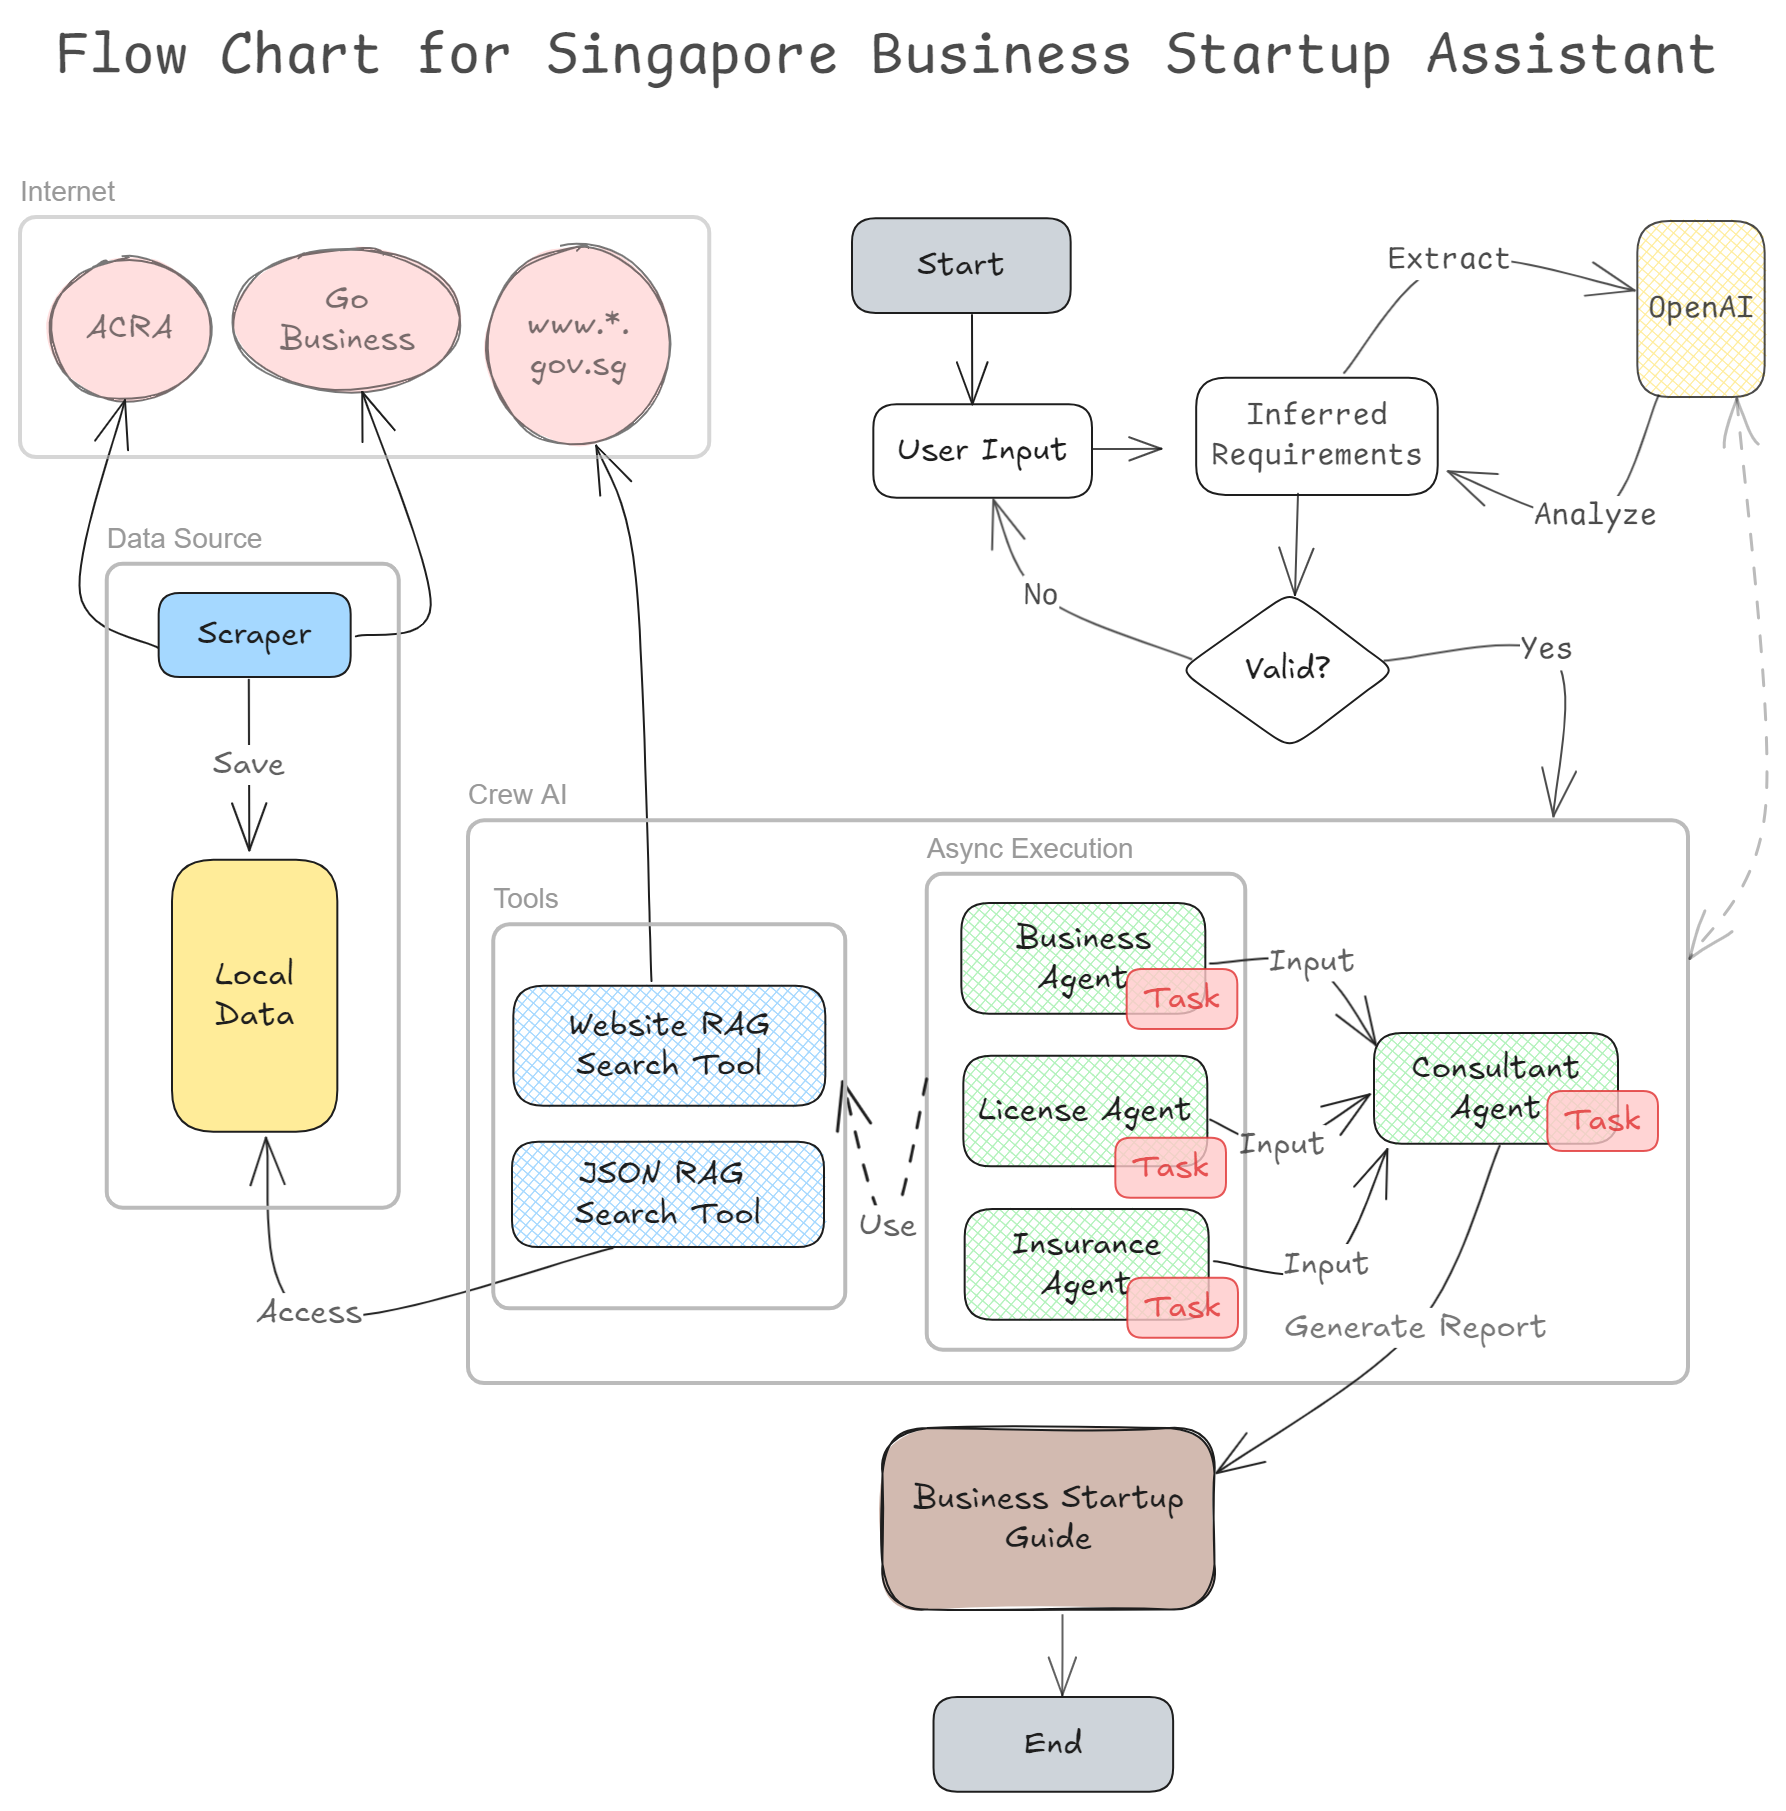 Flow Chart for Singapore Business Startup Assistant
Internet
ACRA
Go
Business
www.*.
gov.sg
Start
User Input
Extract
OpenAI
Inferred
Requirements
Analyze
No
Valid?
Yes
Data Source
Scraper
Save
Local
Data
Access
Crew AI
Tools
Website RAG
Search Tool
JSON RAG
Search Tool
Use
Async Execution
Business
Agent
Task
License Agent
Task
Insurance
Agent
Task
Input
Input
Input
Consultant
Agent
Task
Generate Report
Business Startup
Guide
End